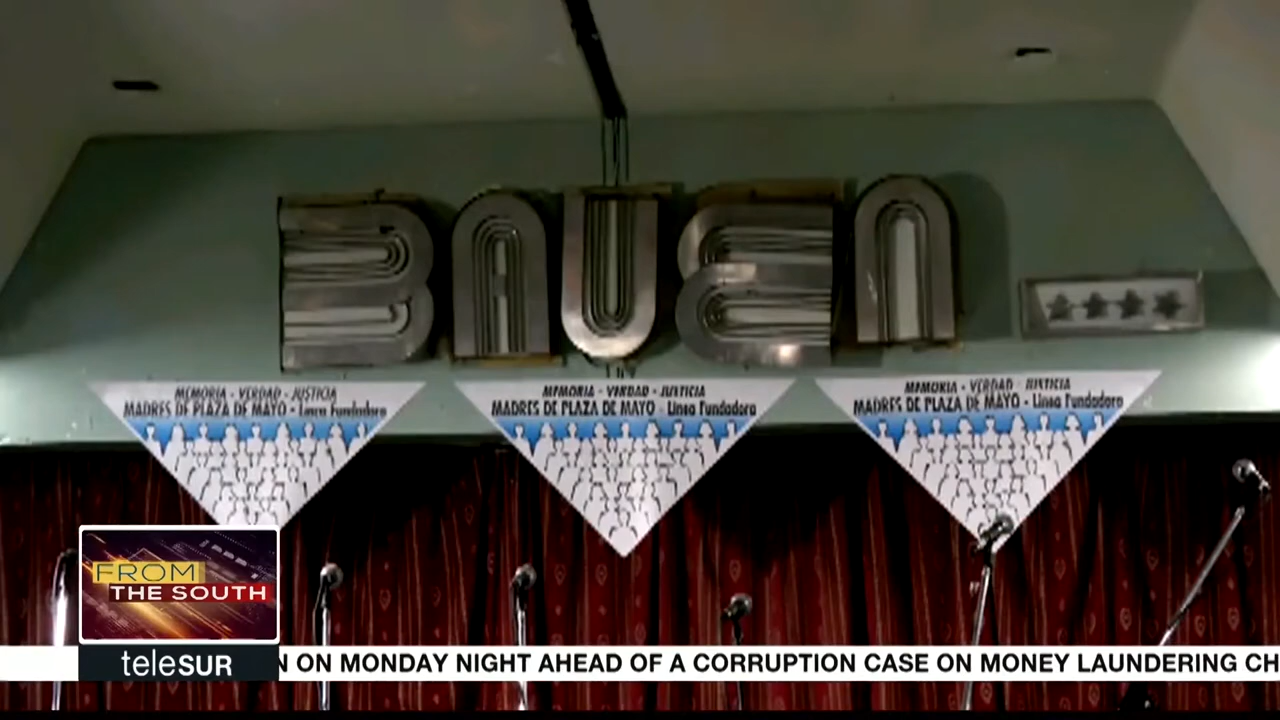 BAUEN
MEMORIA - VERDAD - JUSTICIA
MADRES DE PLAZA DE MAYO - Línea Fundadora
MEMORIA - VERDAD - JUSTICIA
MADRES DE PLAZA DE MAYO - Línea Fundadora
MEMORIA - VERDAD - JUSTICIA
MADRES DE PLAZA DE MAYO - Línea Fundadora
FROM
THE SOUTH
teleSUR
N ON MONDAY NIGHT AHEAD OF A CORRUPTION CASE ON MONEY LAUNDERING CH